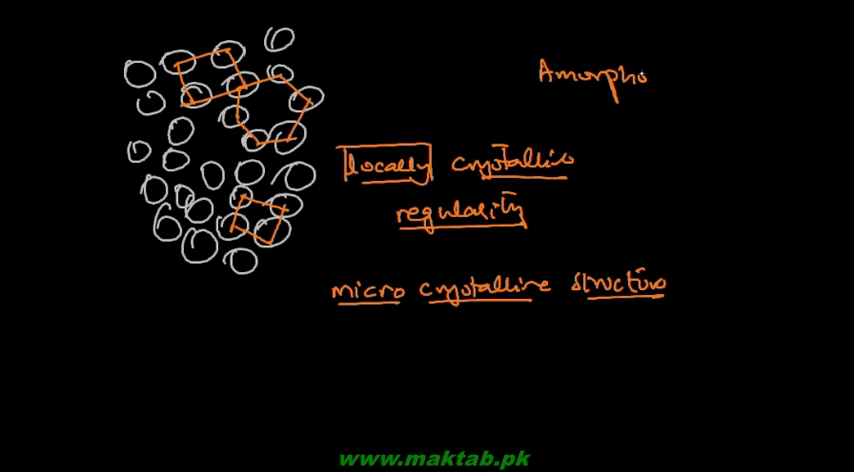 Amorpho
locally crystalline
regularity
micro crystalline structure
www.maktab.pk